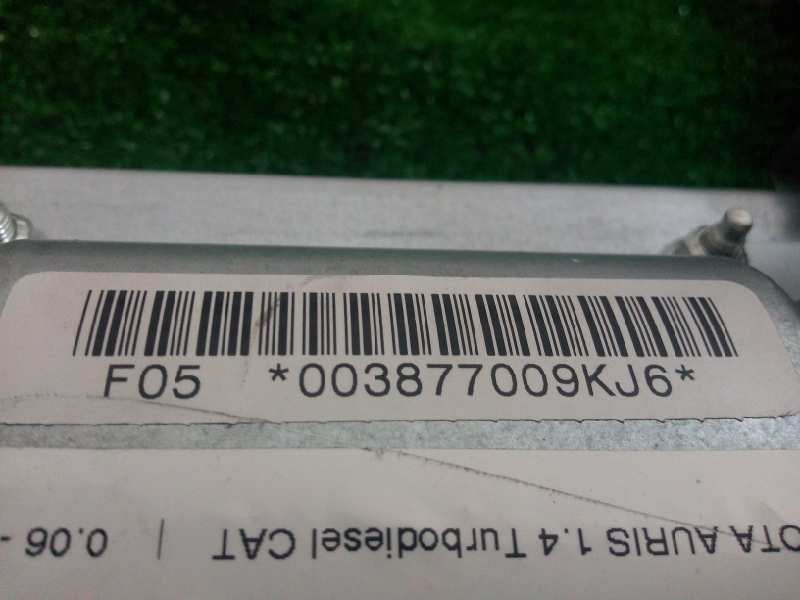 F05 *003877009KJ6*
OTA AURIS 1.4 Turbodiesel CAT | 0.06 -